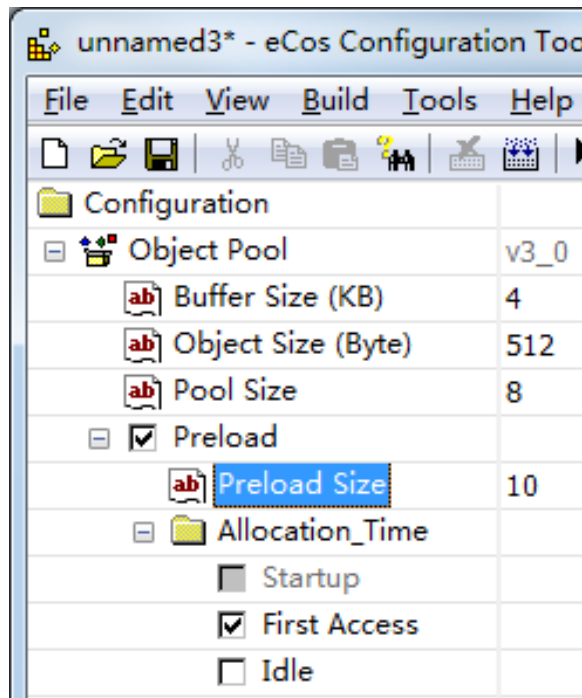 unnamed3* - eCos Configuration Too
File Edit View Build Tools Help
Configuration
Object Pool v3_0
Buffer Size (KB) 4
Object Size (Byte) 512
Pool Size 8
Preload
Preload Size 10
Allocation_Time
Startup
First Access
Idle